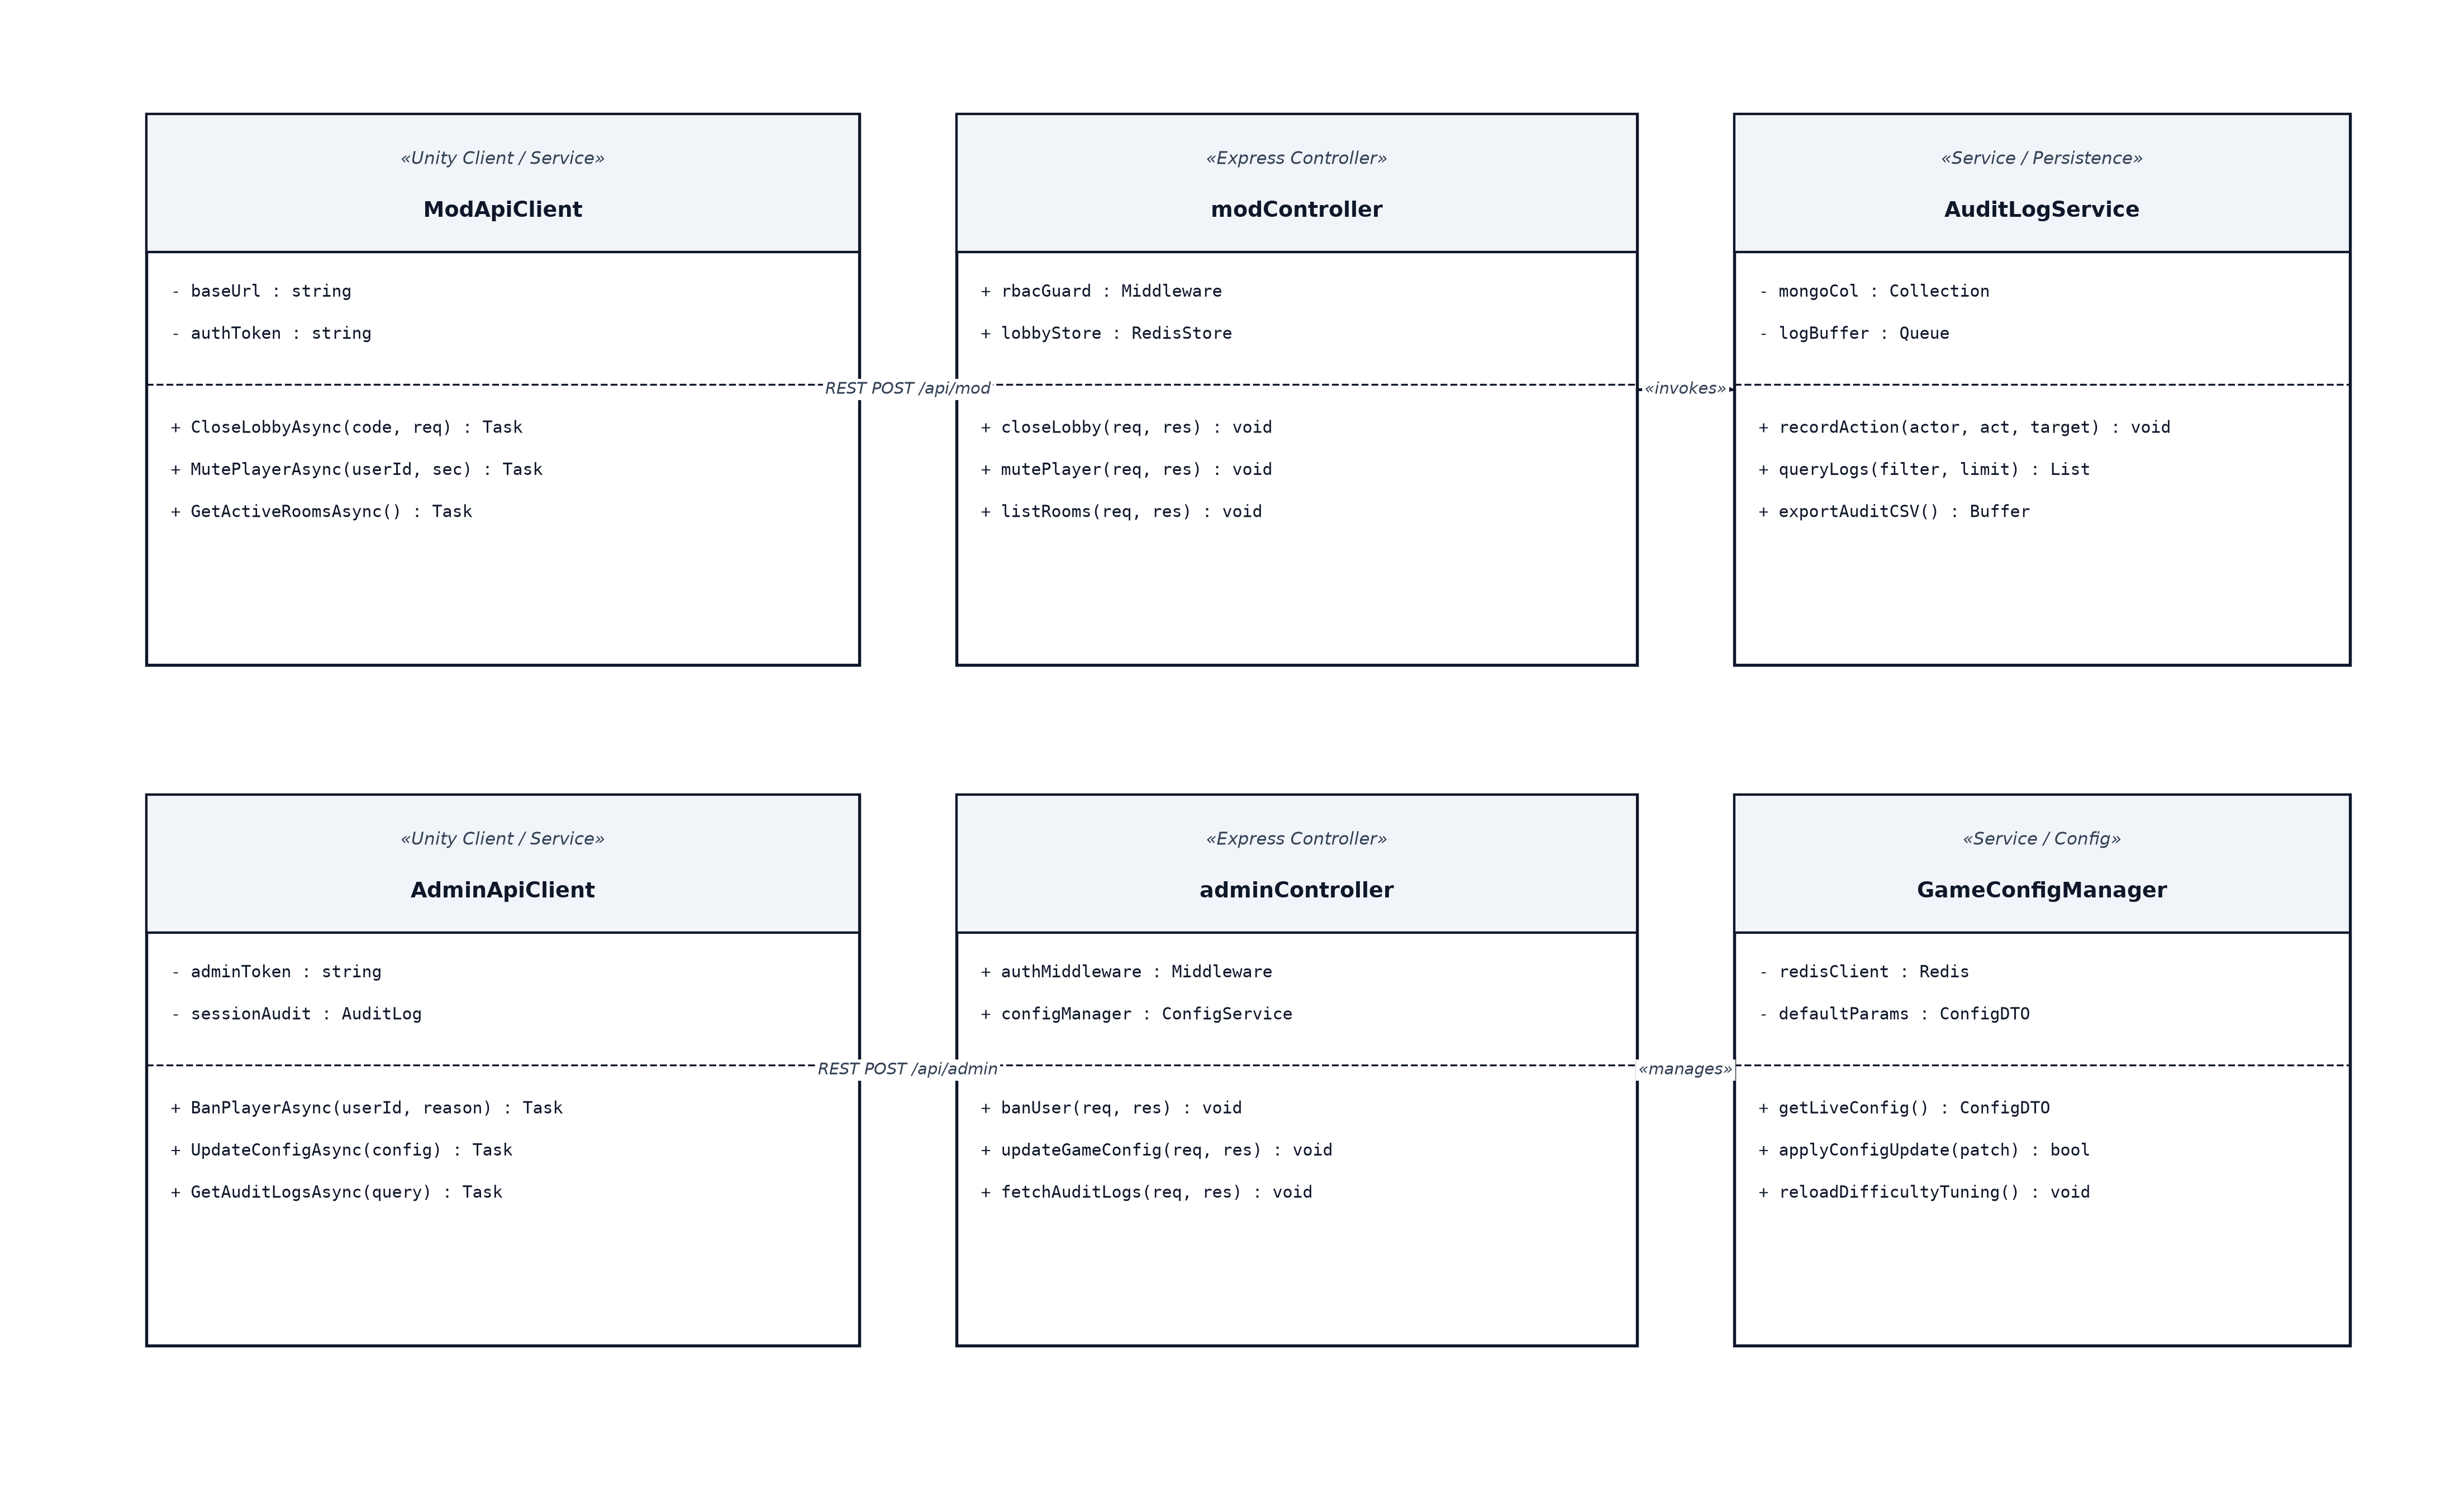 «Unity Client / Service»
ModApiClient
- baseUrl : string
- authToken : string
+ CloseLobbyAsync(code, req) : Task
+ MutePlayerAsync(userId, sec) : Task
+ GetActiveRoomsAsync() : Task
REST POST /api/mod
«Express Controller»
modController
+ rbacGuard : Middleware
+ lobbyStore : RedisStore
+ closeLobby(req, res) : void
+ mutePlayer(req, res) : void
+ listRooms(req, res) : void
«invokes»
«Service / Persistence»
AuditLogService
- mongoCol : Collection
- logBuffer : Queue
+ recordAction(actor, act, target) : void
+ queryLogs(filter, limit) : List
+ exportAuditCSV() : Buffer
«Unity Client / Service»
AdminApiClient
- adminToken : string
- sessionAudit : AuditLog
+ BanPlayerAsync(userId, reason) : Task
+ UpdateConfigAsync(config) : Task
+ GetAuditLogsAsync(query) : Task
REST POST /api/admin
«Express Controller»
adminController
+ authMiddleware : Middleware
+ configManager : ConfigService
+ banUser(req, res) : void
+ updateGameConfig(req, res) : void
+ fetchAuditLogs(req, res) : void
«manages»
«Service / Config»
GameConfigManager
- redisClient : Redis
- defaultParams : ConfigDTO
+ getLiveConfig() : ConfigDTO
+ applyConfigUpdate(patch) : bool
+ reloadDifficultyTuning() : void